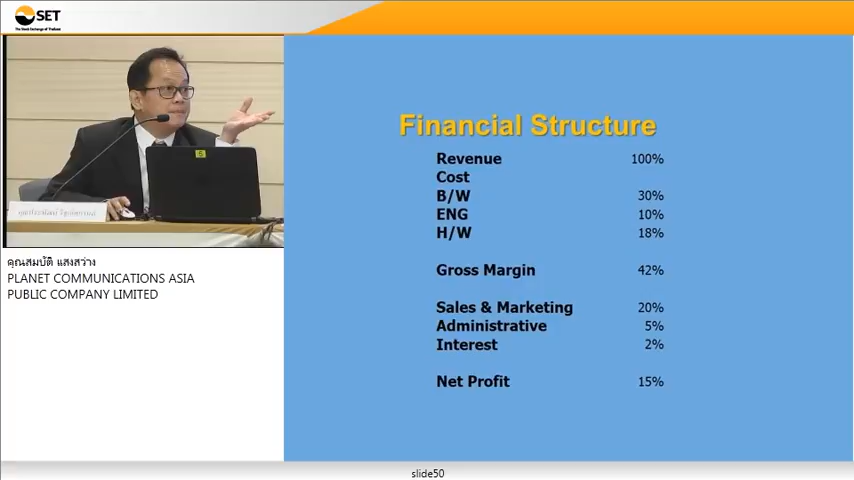 SET
The Stock Exchange of Thailand
6
คุณสมบัติ แสงสว่าง
PLANET COMMUNICATIONS ASIA
PUBLIC COMPANY LIMITED
Financial Structure
Revenue 100%
Cost
B/W 30%
ENG 10%
H/W 18%
Gross Margin 42%
Sales & Marketing 20%
Administrative 5%
Interest 2%
Net Profit 15%
slide50